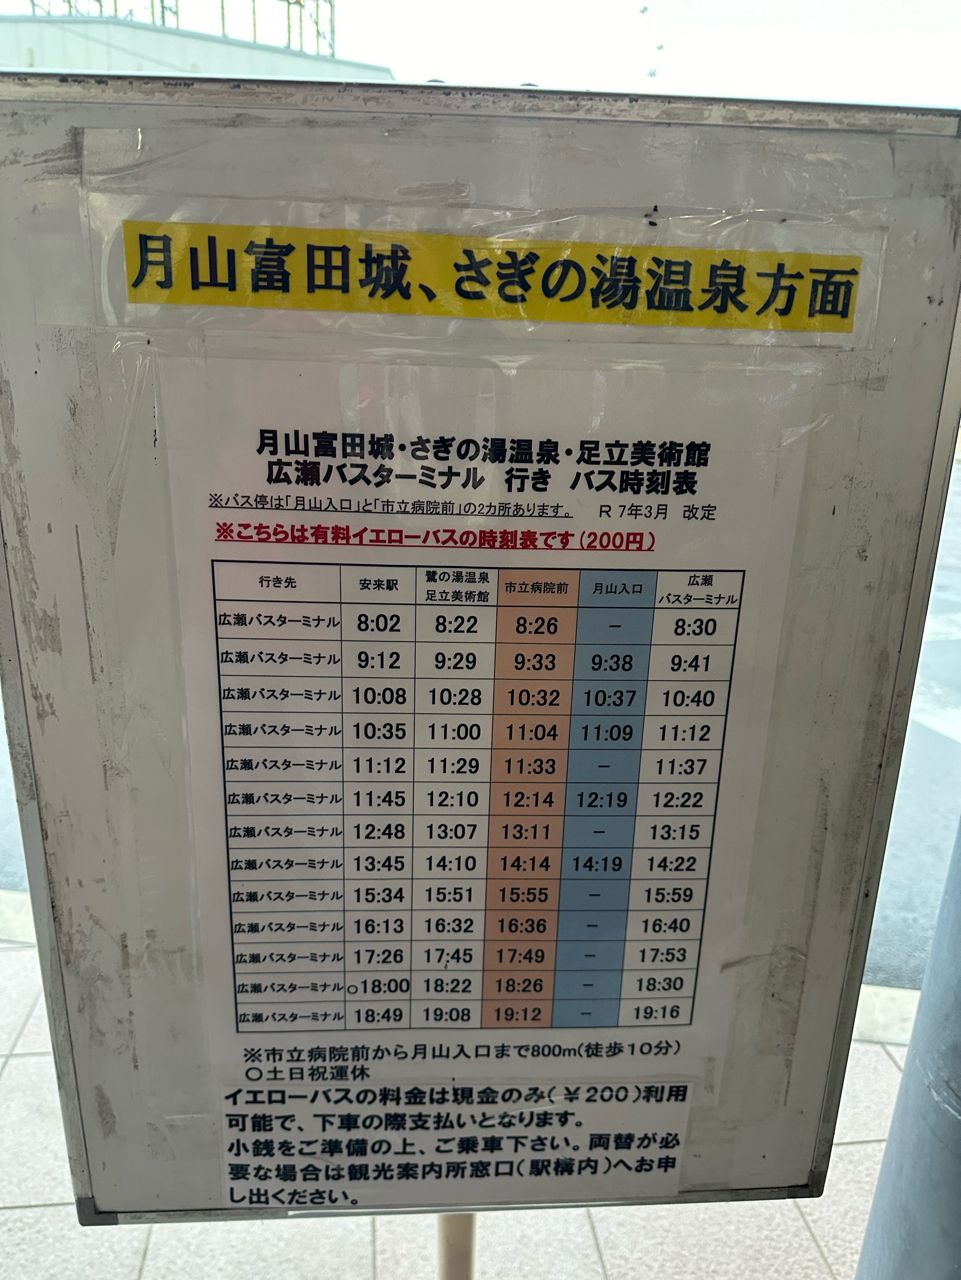 月山富田城、さぎの湯温泉方面
月山富田城・さぎの湯温泉・足立美術館
広瀬バスターミナル 行き バス時刻表
※バス停は「月山入口」と「市立病院前」の2カ所あります。 R 7年3月 改定
※こちらは有料イエローバスの時刻表です(200円)
行き先 安来駅 鷺の湯温泉 足立美術館 市立病院前 月山入口 広瀬バスターミナル
広瀬バスターミナル 8:02 8:22 8:26 － 8:30
広瀬バスターミナル 9:12 9:29 9:33 9:38 9:41
広瀬バスターミナル 10:08 10:28 10:32 10:37 10:40
広瀬バスターミナル 10:35 11:00 11:04 11:09 11:12
広瀬バスターミナル 11:12 11:29 11:33 － 11:37
広瀬バスターミナル 11:45 12:10 12:14 12:19 12:22
広瀬バスターミナル 12:48 13:07 13:11 － 13:15
広瀬バスターミナル 13:45 14:10 14:14 14:19 14:22
広瀬バスターミナル 15:34 15:51 15:55 － 15:59
広瀬バスターミナル 16:13 16:32 16:36 － 16:40
広瀬バスターミナル 17:26 17:45 17:49 － 17:53
広瀬バスターミナル ○18:00 18:22 18:26 － 18:30
広瀬バスターミナル 18:49 19:08 19:12 － 19:16
※市立病院前から月山入口まで800m(徒歩10分)
○土日祝運休
イエローバスの料金は現金のみ(￥200)利用
可能で、下車の際支払いとなります。
小銭をご準備の上、ご乗車下さい。両替が必
要な場合は観光案内所窓口(駅構内)へお申
し出ください。